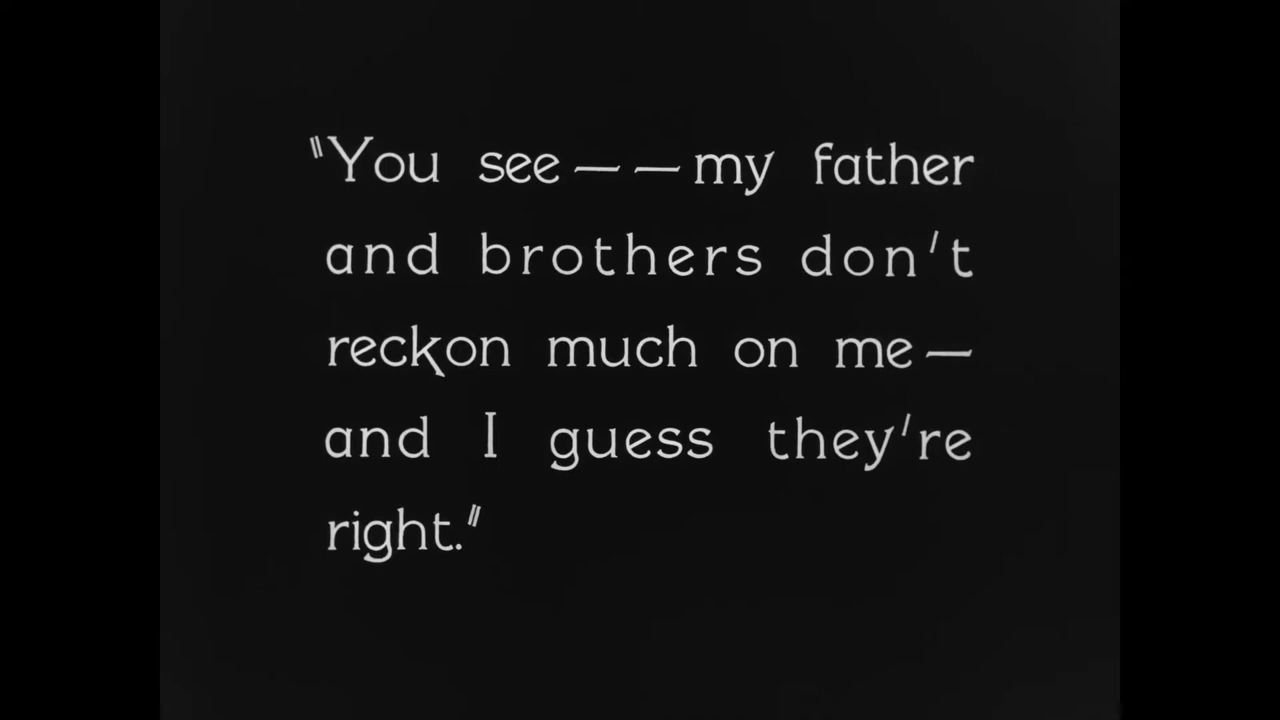 "You see — — my father
and brothers don't
reckon much on me —
and I guess they're
right."